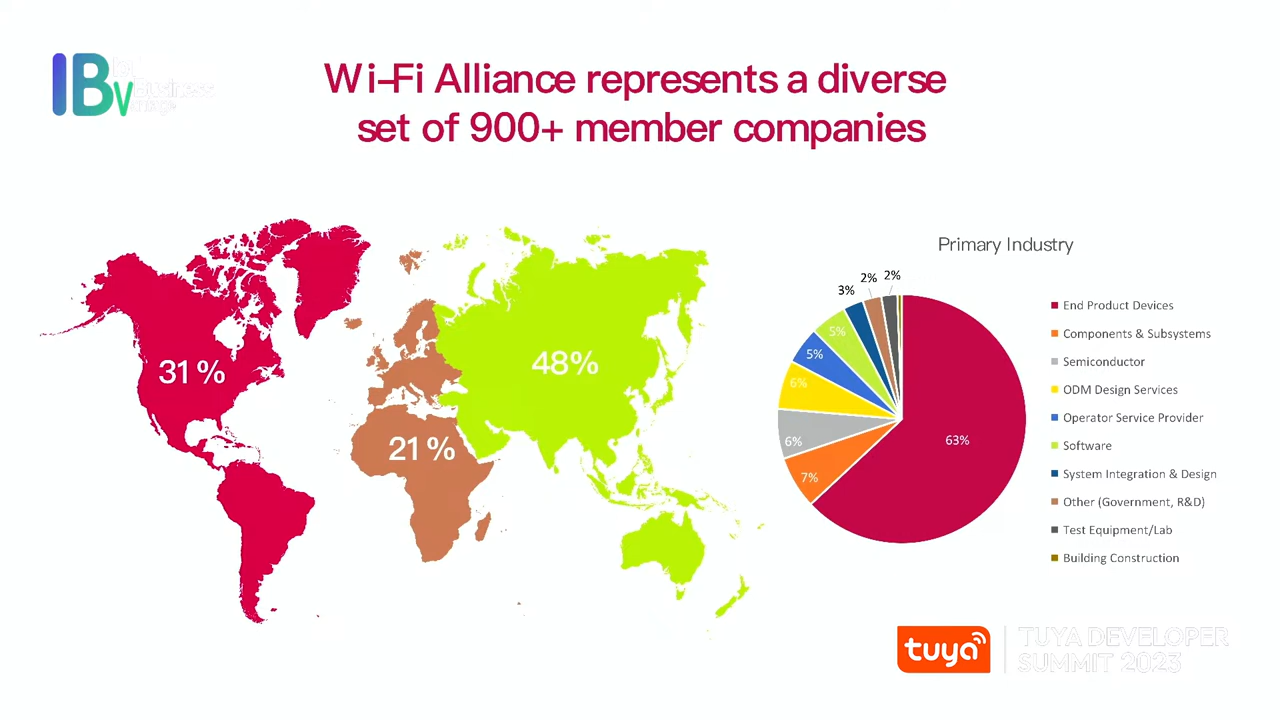 IBv
Business
Wi-Fi Alliance represents a diverse
set of 900+ member companies
31 %
21 %
48%
Primary Industry
2%
2%
3%
5%
5%
6%
6%
7%
63%
End Product Devices
Components & Subsystems
Semiconductor
ODM Design Services
Operator Service Provider
Software
System Integration & Design
Other (Government, R&D)
Test Equipment/Lab
Building Construction
tuya
TUYA DEVELOPER
SUMMIT 2023